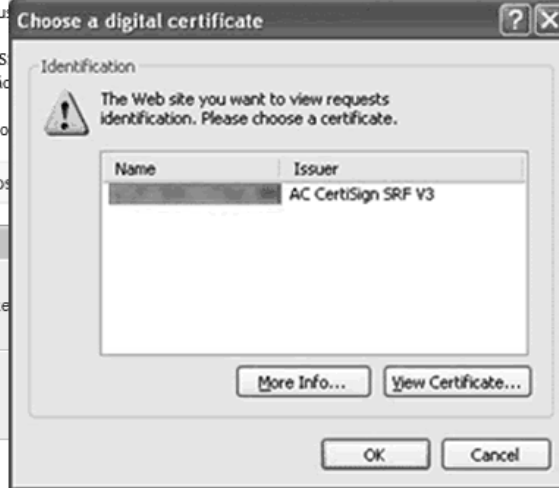 Choose a digital certificate
Identification
The Web site you want to view requests
identification. Please choose a certificate.
Name Issuer
AC CertiSign SRF V3
More Info... View Certificate...
OK Cancel